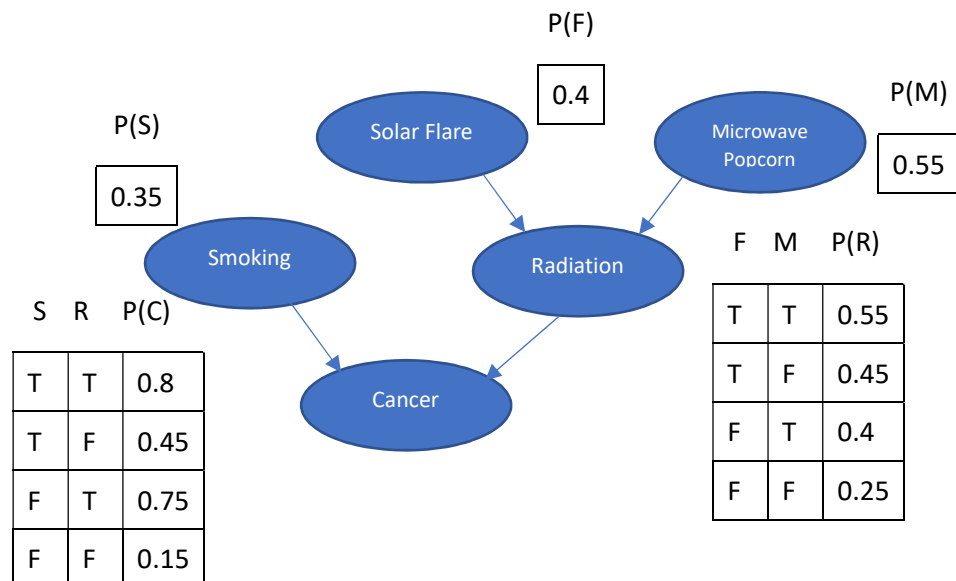 P(F)
0.4
P(M)
0.55
P(S)
0.35
Solar Flare
Microwave
Popcorn
Smoking
Radiation
Cancer
F M P(R)
T T 0.55
T F 0.45
F T 0.4
F F 0.25
S R P(C)
T T 0.8
T F 0.45
F T 0.75
F F 0.15